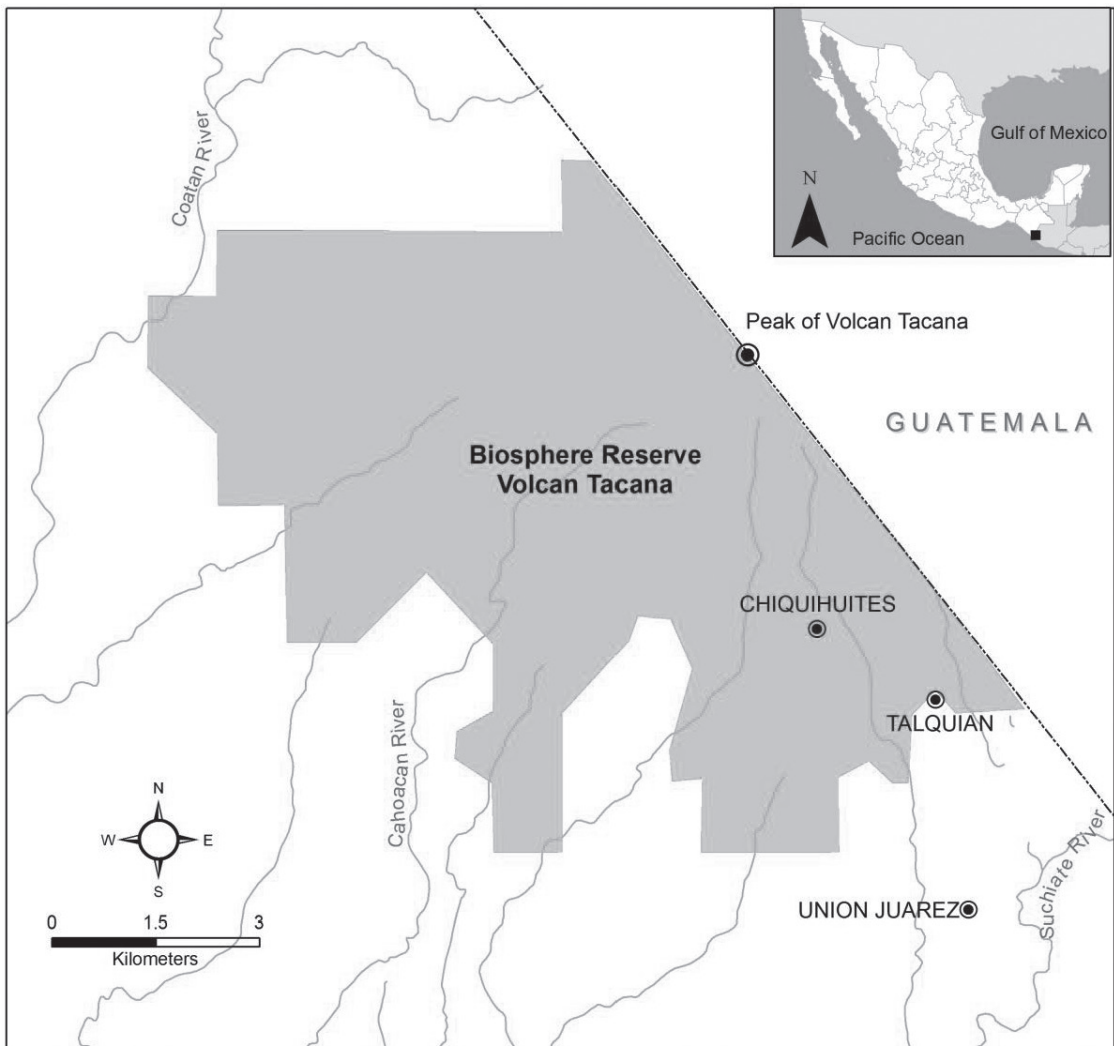 Gulf of Mexico
N
Pacific Ocean
Coatan River
Peak of Volcan Tacana
GUATEMALA
Biosphere Reserve
Volcan Tacana
CHIQUIHUITES
TALQUIAN
Cahoacan River
N
W E
S
Suchiate River
UNION JUAREZ
0 1.5 3
Kilometers